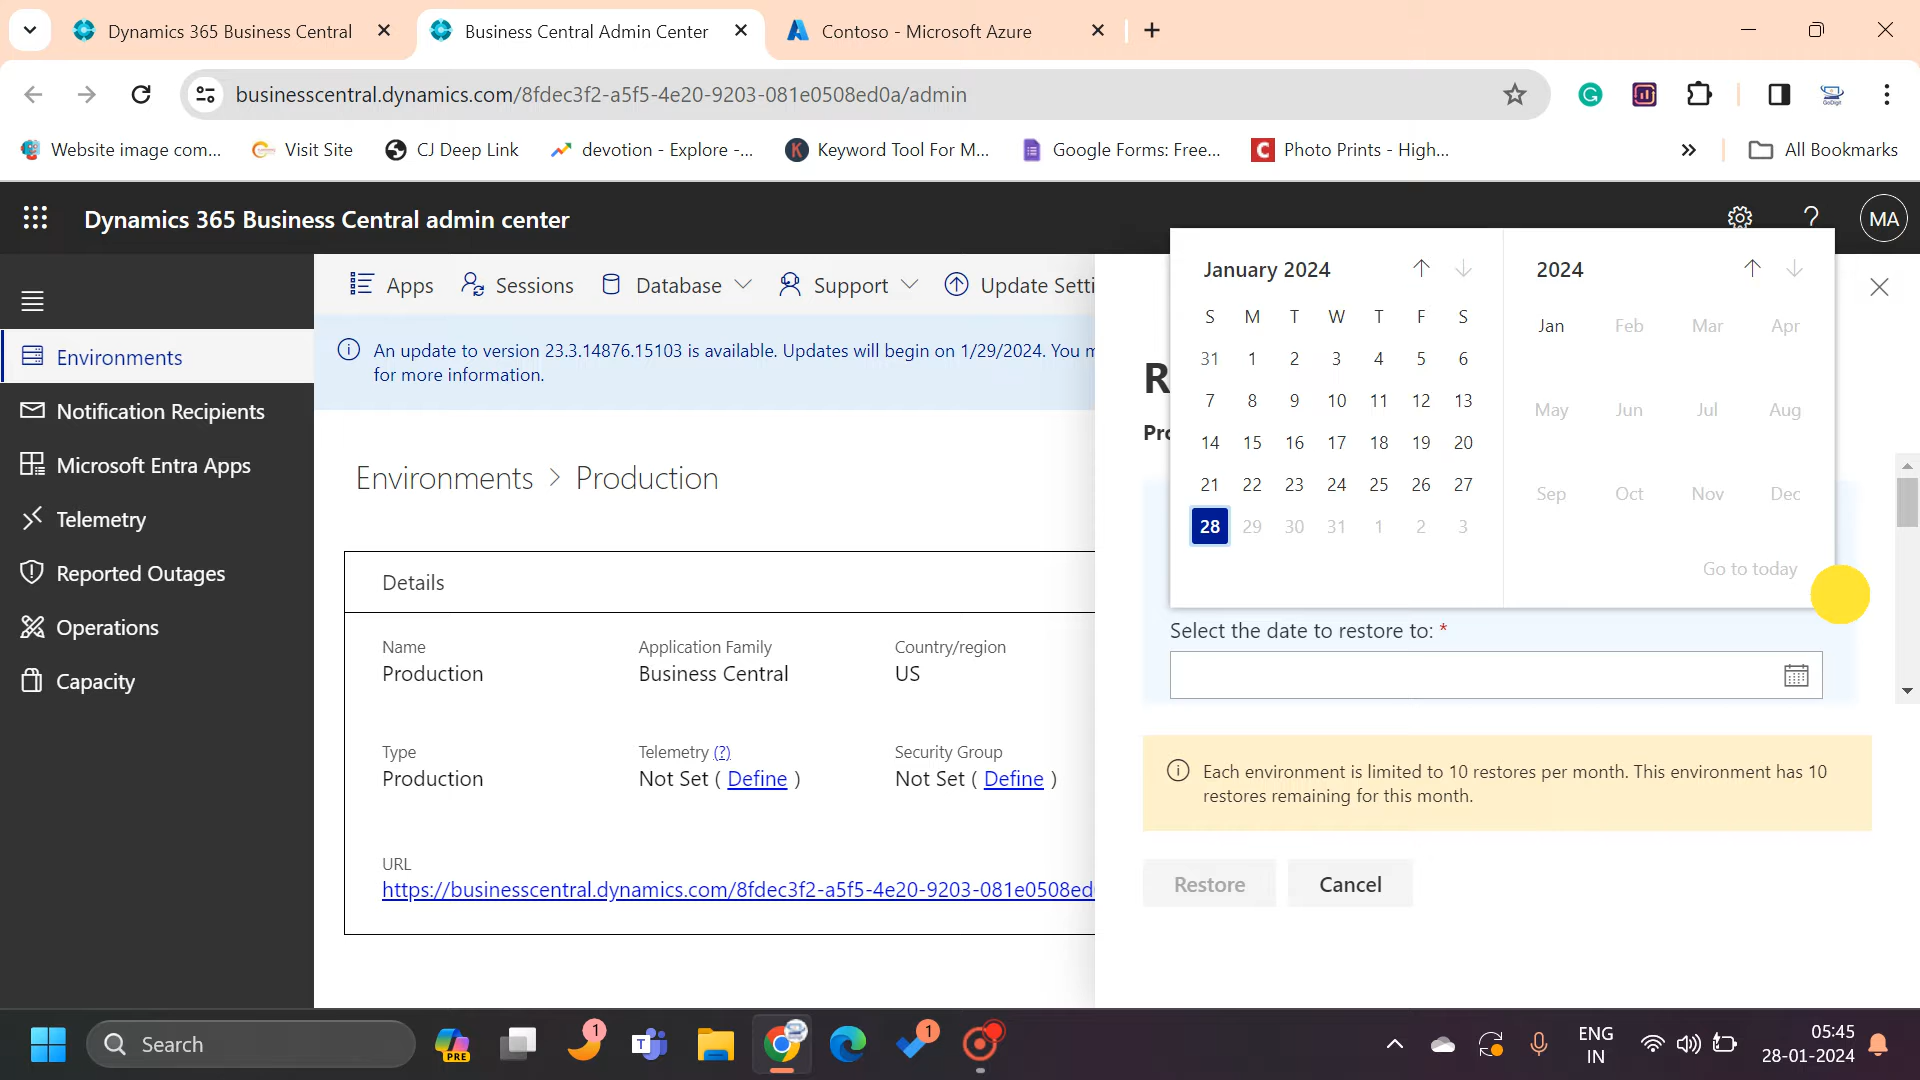 Dynamics 365 Business Central
Business Central Admin Center
Contoso - Microsoft Azure
businesscentral.dynamics.com/8fdec3f2-a5f5-4e20-9203-081e0508ed0a/admin
Website image com...
Visit Site
CJ Deep Link
devotion - Explore -...
Keyword Tool For M...
Google Forms: Free...
Photo Prints - High...
All Bookmarks
Dynamics 365 Business Central admin center
MA
Environments
Notification Recipients
Microsoft Entra Apps
Telemetry
Reported Outages
Operations
Capacity
Apps
Sessions
Database
Support
Update Setti
An update to version 23.3.14876.15103 is available. Updates will begin on 1/29/2024. You m
for more information.
Environments > Production
Details
Name
Production
Application Family
Business Central
Country/region
US
Type
Production
Telemetry (?)
Not Set ( Define )
Security Group
Not Set ( Define )
URL
https://businesscentral.dynamics.com/8fdec3f2-a5f5-4e20-9203-081e0508ed
R
Pro
January 2024
S M T W T F S
31 1 2 3 4 5 6
7 8 9 10 11 12 13
14 15 16 17 18 19 20
21 22 23 24 25 26 27
28 29 30 31 1 2 3
2024
Jan Feb Mar Apr
May Jun Jul Aug
Sep Oct Nov Dec
Go to today
Select the date to restore to: *
Each environment is limited to 10 restores per month. This environment has 10
restores remaining for this month.
Restore
Cancel
Search
PRE
1
1
ENG
IN
05:45
28-01-2024